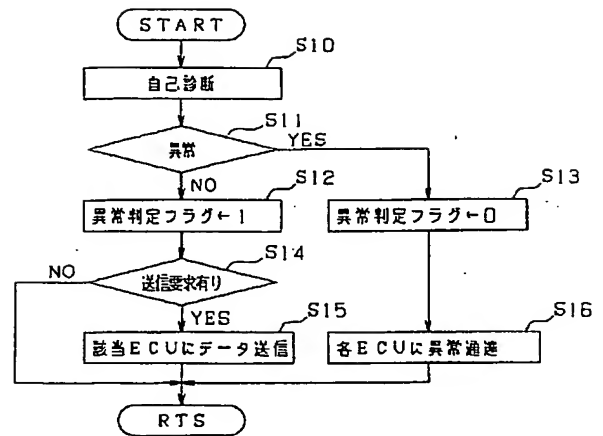 START
S10
自己診断
S11
異常
YES
NO
S12
S13
異常判定フラグ←1
異常判定フラグ←0
S14
NO
送信要求有り
YES
S15
S16
該当ECUにデータ送信
各ECUに異常通達
RTS